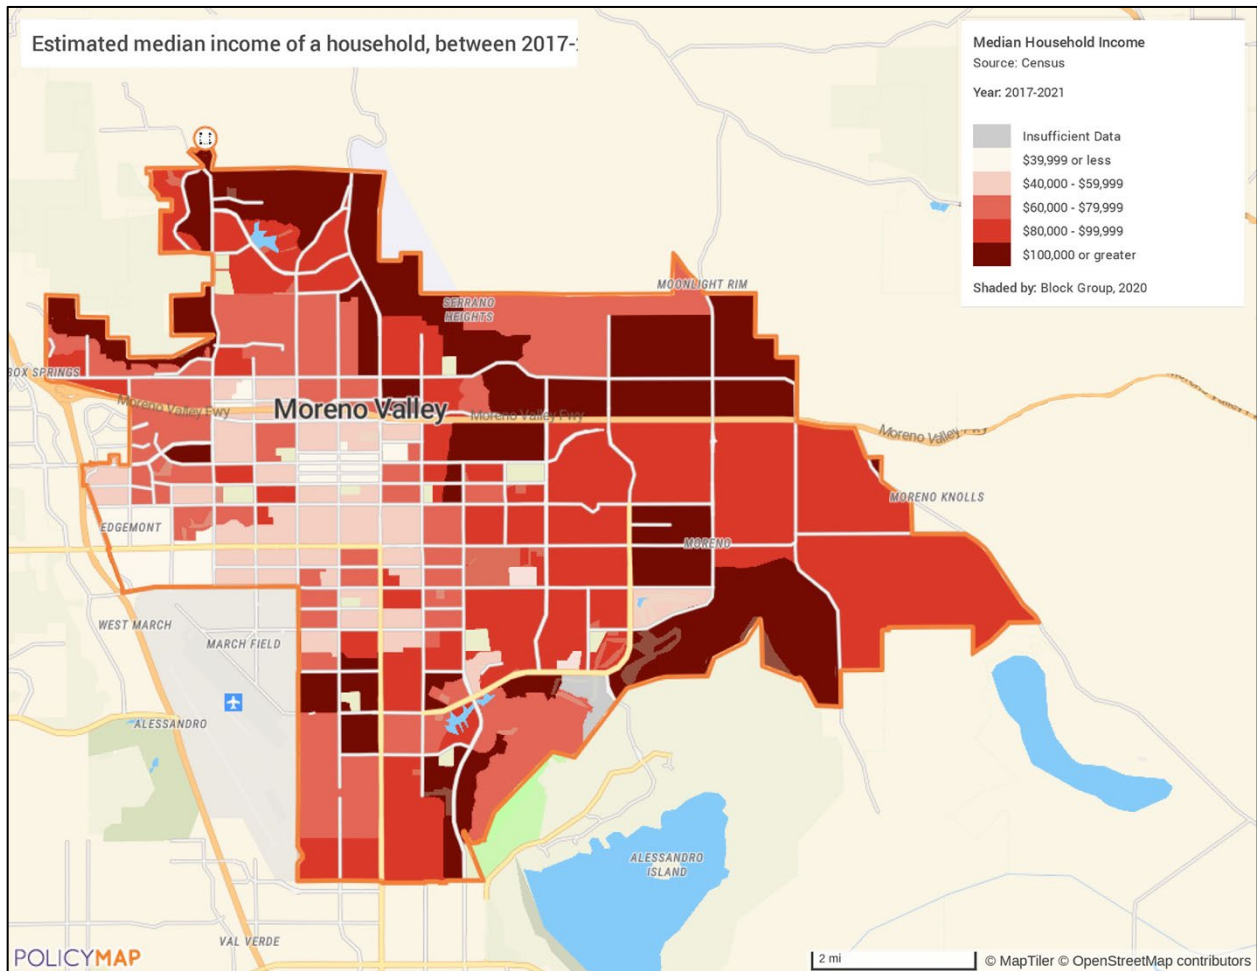 Estimated median income of a household, between 2017-
Median Household Income
Source: Census
Year: 2017-2021
Insufficient Data
$39,999 or less
$40,000 - $59,999
$60,000 - $79,999
$80,000 - $99,999
$100,000 or greater
Shaded by: Block Group, 2020
MOONLIGHT RIM
SERRANO
HEIGHTS
BOX SPRINGS
Moreno Valley Fwy
Moreno Valley
Moreno Valley Fwy
Moreno Valley
MORENO KNOLLS
EDGEMONT
MORENO
WEST MARCH
MARCH FIELD
ALESSANDRO
ALESSANDRO
ISLAND
VAL VERDE
POLICYMAP
2 mi
© MapTiler © OpenStreetMap contributors